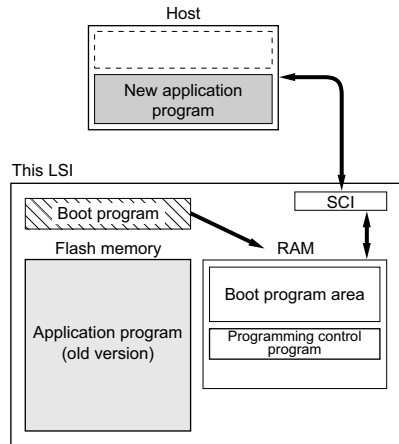 Host
New application
program
This LSI
SCI
Boot program
Flash memory
RAM
Application program
(old version)
Boot program area
Programming control
program